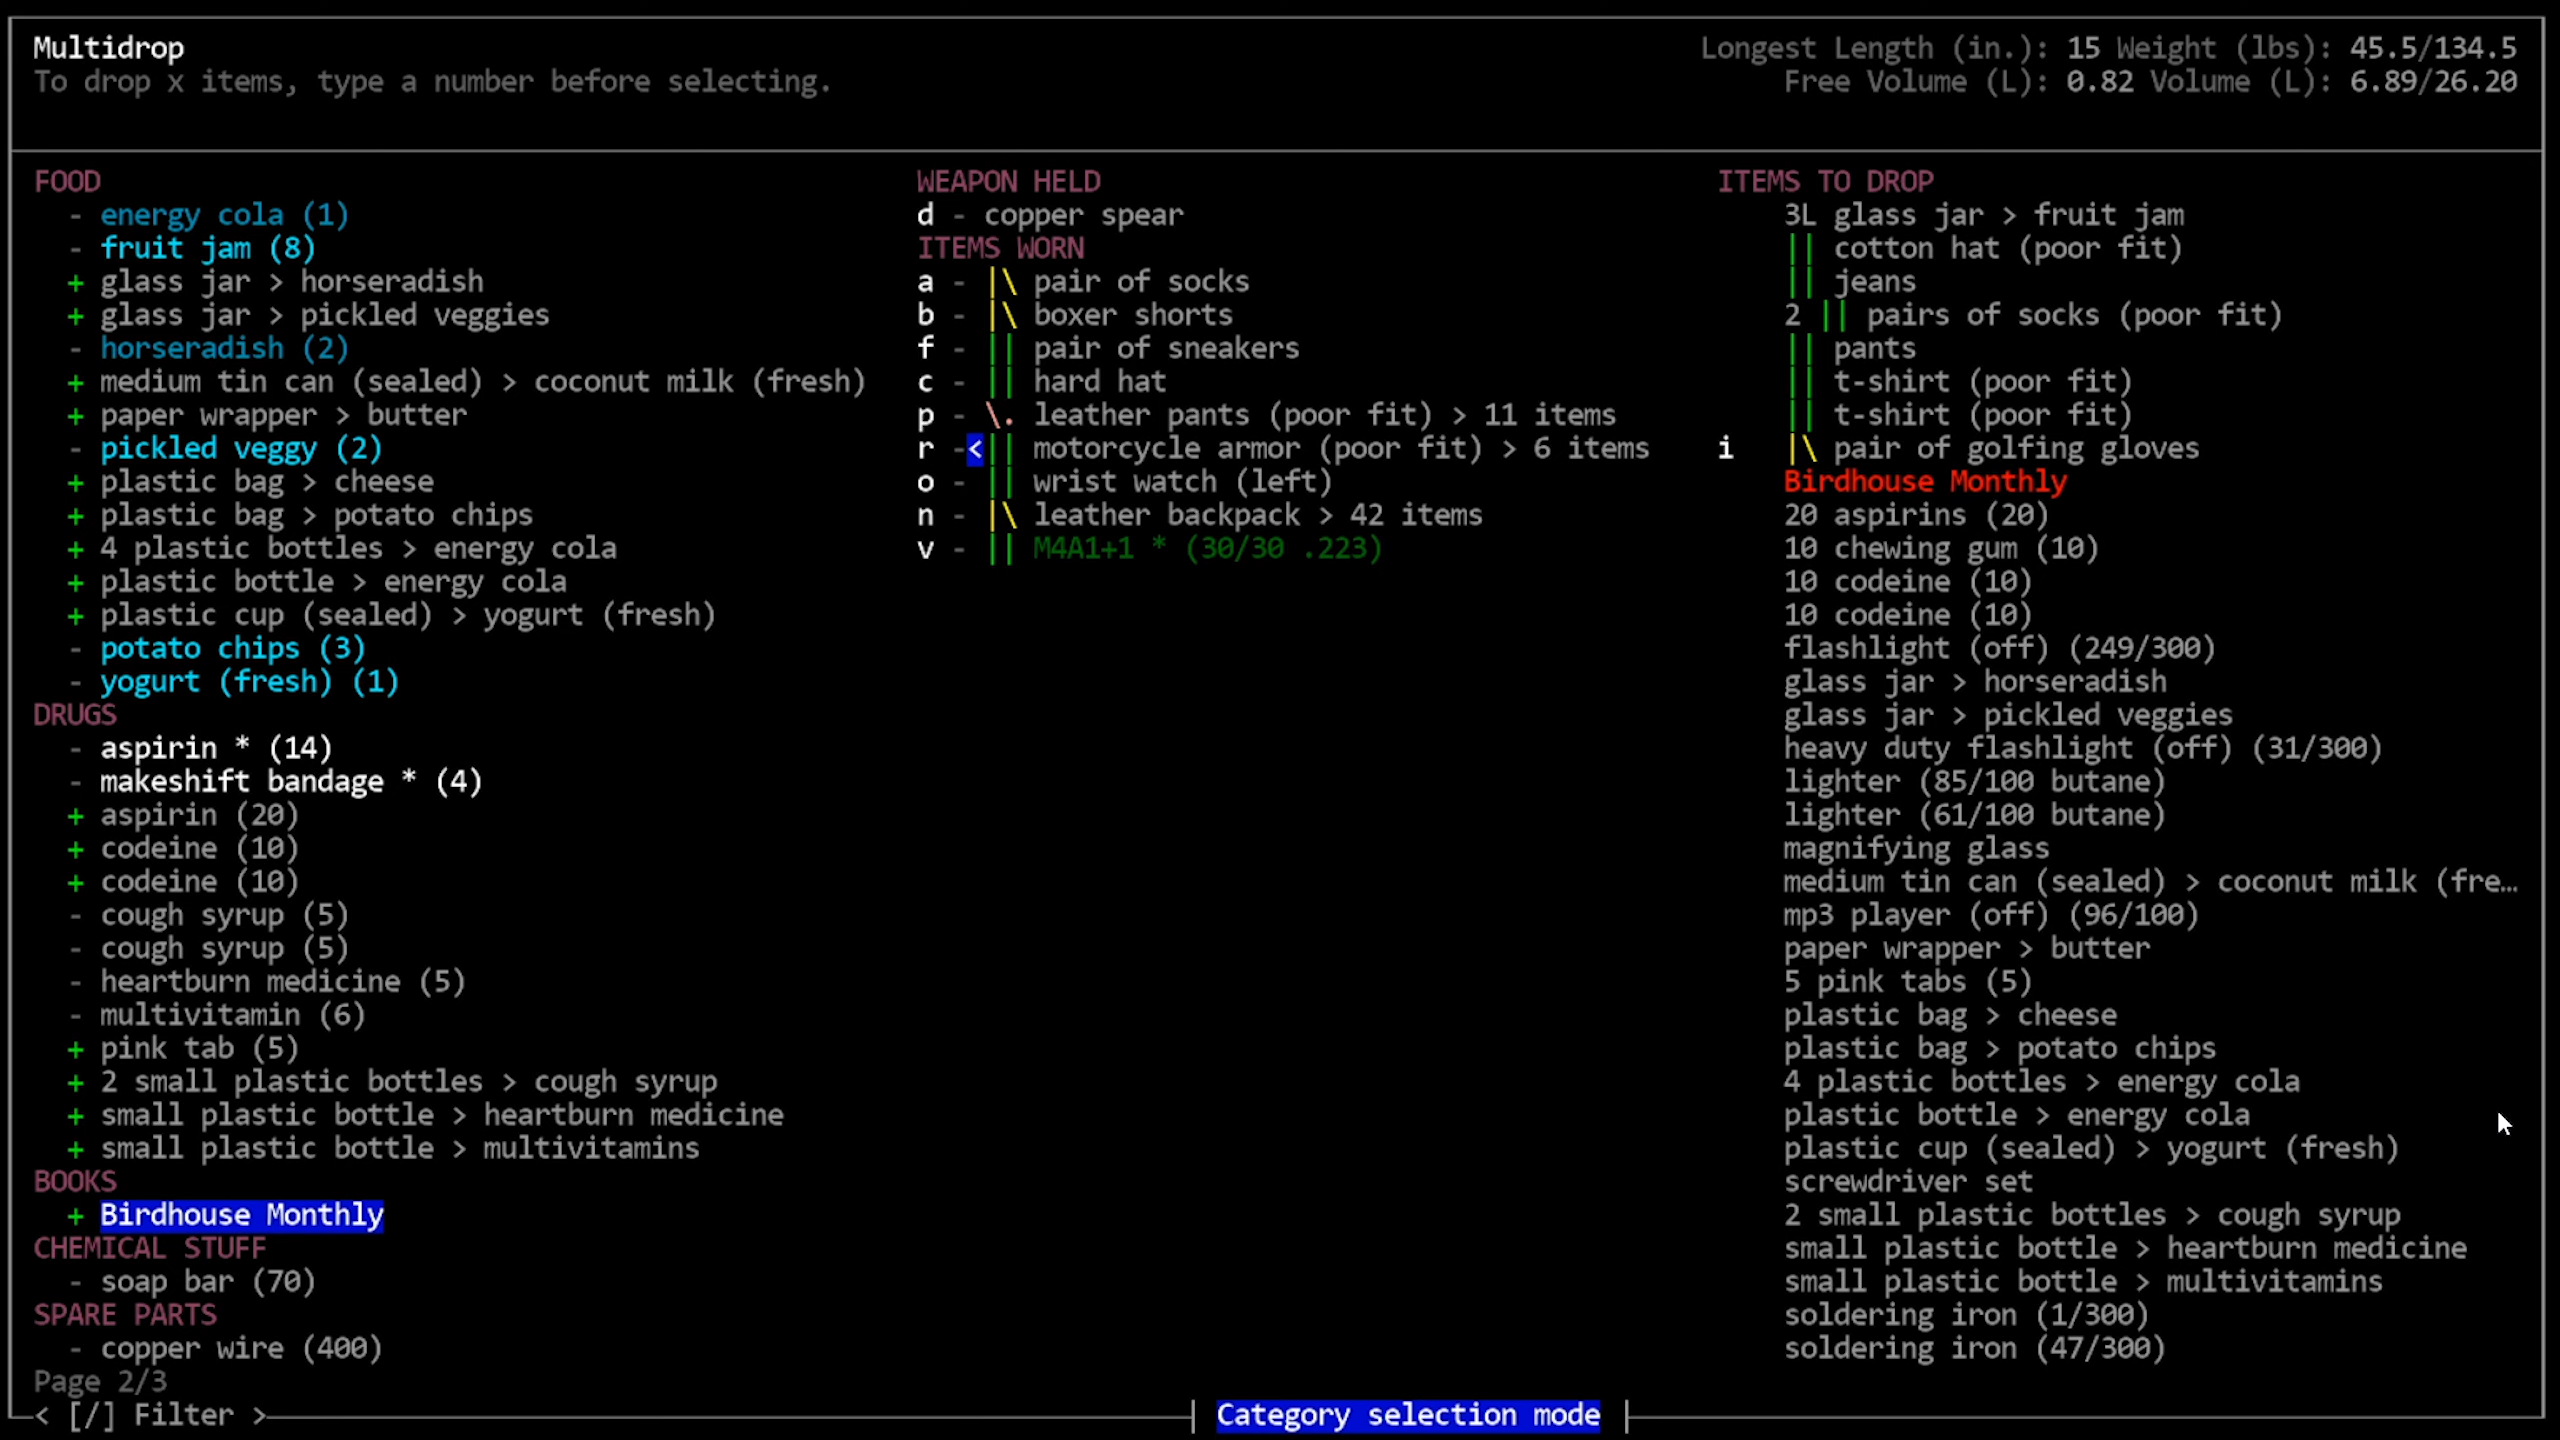 Multidrop
To drop x items, type a number before selecting.
Longest Length (in.): 15 Weight (lbs): 45.5/134.5
Free Volume (L): 0.82 Volume (L): 6.89/26.20
FOOD
- energy cola (1)
- fruit jam (8)
+ glass jar > horseradish
+ glass jar > pickled veggies
- horseradish (2)
+ medium tin can (sealed) > coconut milk (fresh)
+ paper wrapper > butter
- pickled veggy (2)
+ plastic bag > cheese
+ plastic bag > potato chips
+ 4 plastic bottles > energy cola
+ plastic bottle > energy cola
+ plastic cup (sealed) > yogurt (fresh)
- potato chips (3)
- yogurt (fresh) (1)
DRUGS
- aspirin * (14)
- makeshift bandage * (4)
+ aspirin (20)
+ codeine (10)
+ codeine (10)
- cough syrup (5)
- cough syrup (5)
- heartburn medicine (5)
- multivitamin (6)
+ pink tab (5)
+ 2 small plastic bottles > cough syrup
+ small plastic bottle > heartburn medicine
+ small plastic bottle > multivitamins
BOOKS
+ Birdhouse Monthly
CHEMICAL STUFF
- soap bar (70)
SPARE PARTS
- copper wire (400)
Page 2/3
< [/] Filter >
WEAPON HELD
d - copper spear
ITEMS WORN
a - |\ pair of socks
b - |\ boxer shorts
f - || pair of sneakers
c - || hard hat
p - \. leather pants (poor fit) > 11 items
r -<|| motorcycle armor (poor fit) > 6 items
o - || wrist watch (left)
n - |\ leather backpack > 42 items
v - || M4A1+1 * (30/30 .223)
ITEMS TO DROP
3L glass jar > fruit jam
|| cotton hat (poor fit)
|| jeans
2 || pairs of socks (poor fit)
|| pants
|| t-shirt (poor fit)
|| t-shirt (poor fit)
i |\ pair of golfing gloves
Birdhouse Monthly
20 aspirins (20)
10 chewing gum (10)
10 codeine (10)
10 codeine (10)
flashlight (off) (249/300)
glass jar > horseradish
glass jar > pickled veggies
heavy duty flashlight (off) (31/300)
lighter (85/100 butane)
lighter (61/100 butane)
magnifying glass
medium tin can (sealed) > coconut milk (fre…
mp3 player (off) (96/100)
paper wrapper > butter
5 pink tabs (5)
plastic bag > cheese
plastic bag > potato chips
4 plastic bottles > energy cola
plastic bottle > energy cola
plastic cup (sealed) > yogurt (fresh)
screwdriver set
2 small plastic bottles > cough syrup
small plastic bottle > heartburn medicine
small plastic bottle > multivitamins
soldering iron (1/300)
soldering iron (47/300)
Category selection mode